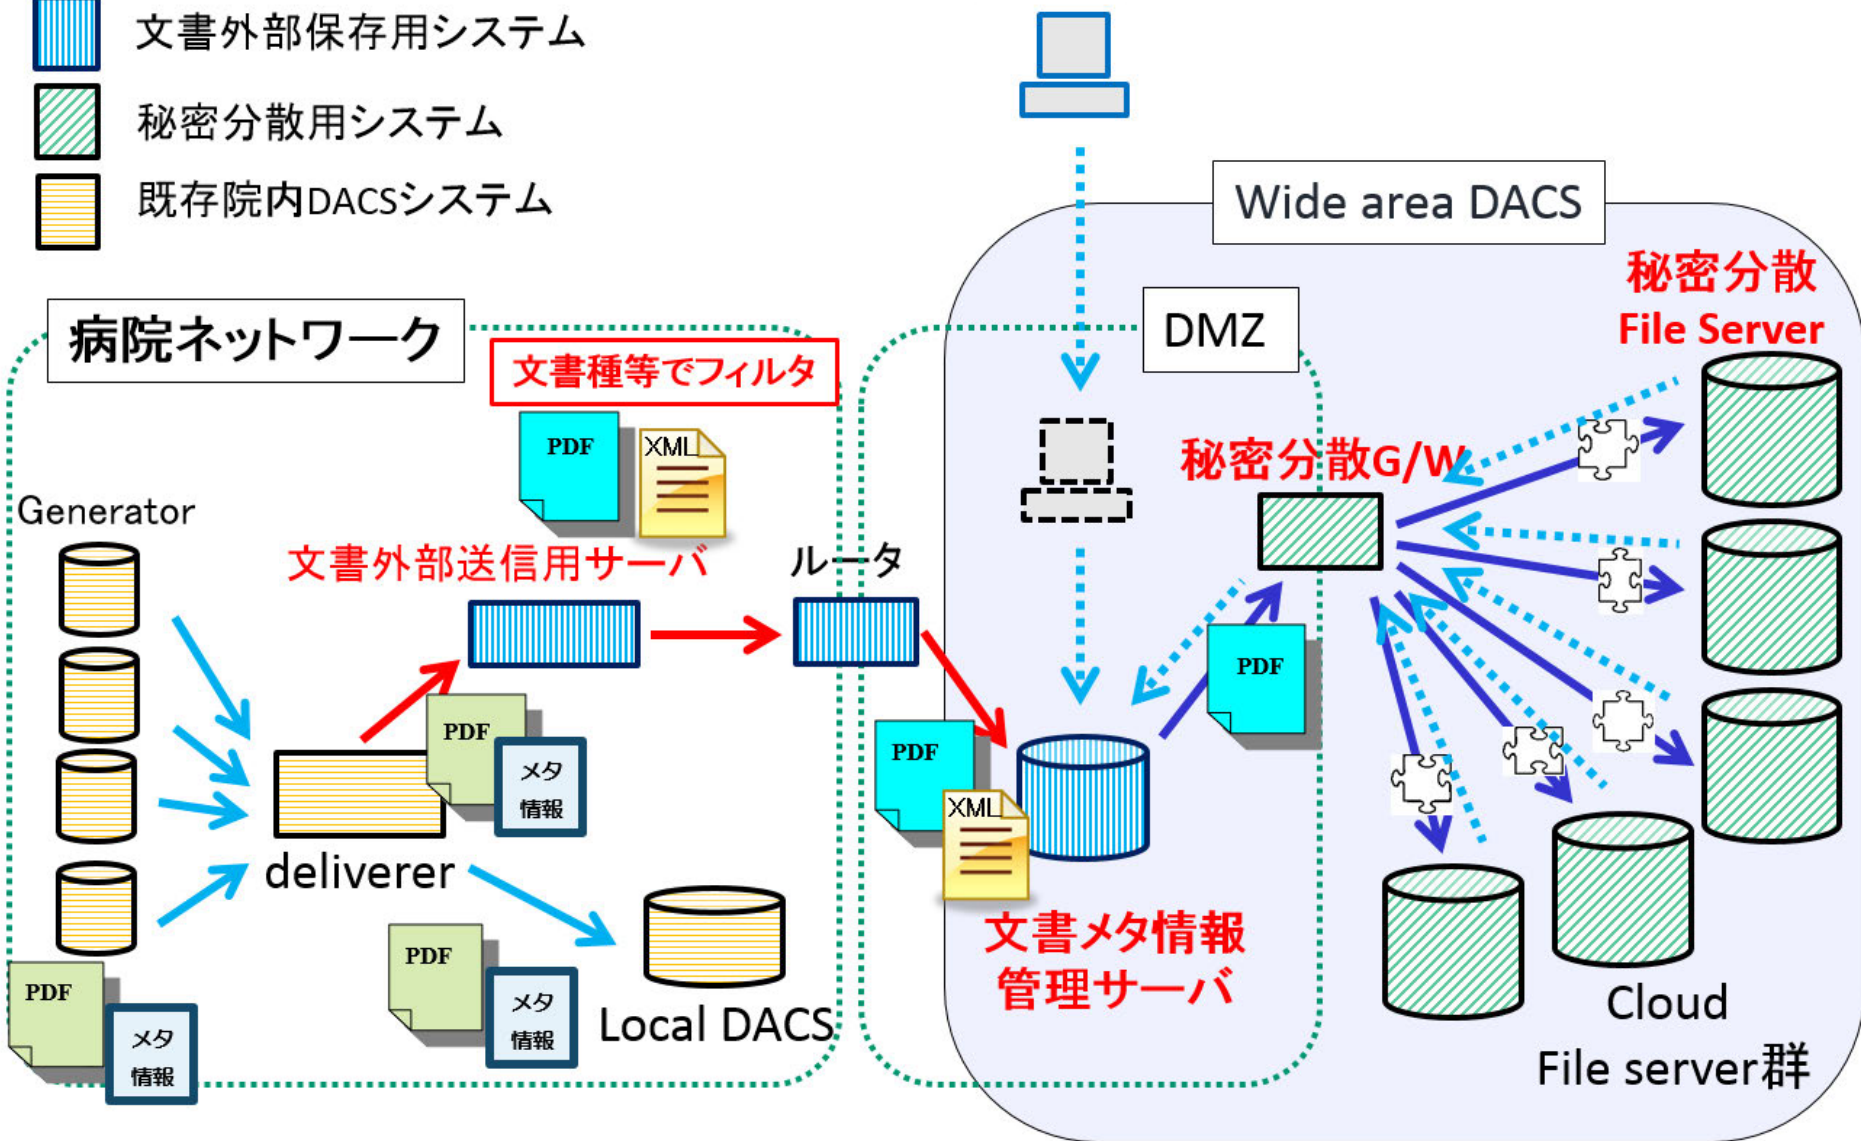 文書外部保存用システム
秘密分散用システム
既存院内DACSシステム
Wide area DACS
病院ネットワーク
文書種等でフィルタ
DMZ
秘密分散
File Server
PDF
XML
秘密分散G/W
Generator
文書外部送信用サーバ
ルータ
PDF
PDF
メタ
情報
PDF
XML
deliverer
文書メタ情報
管理サーバ
PDF
メタ
情報
Local DACS
PDF
メタ
情報
Cloud
File server群